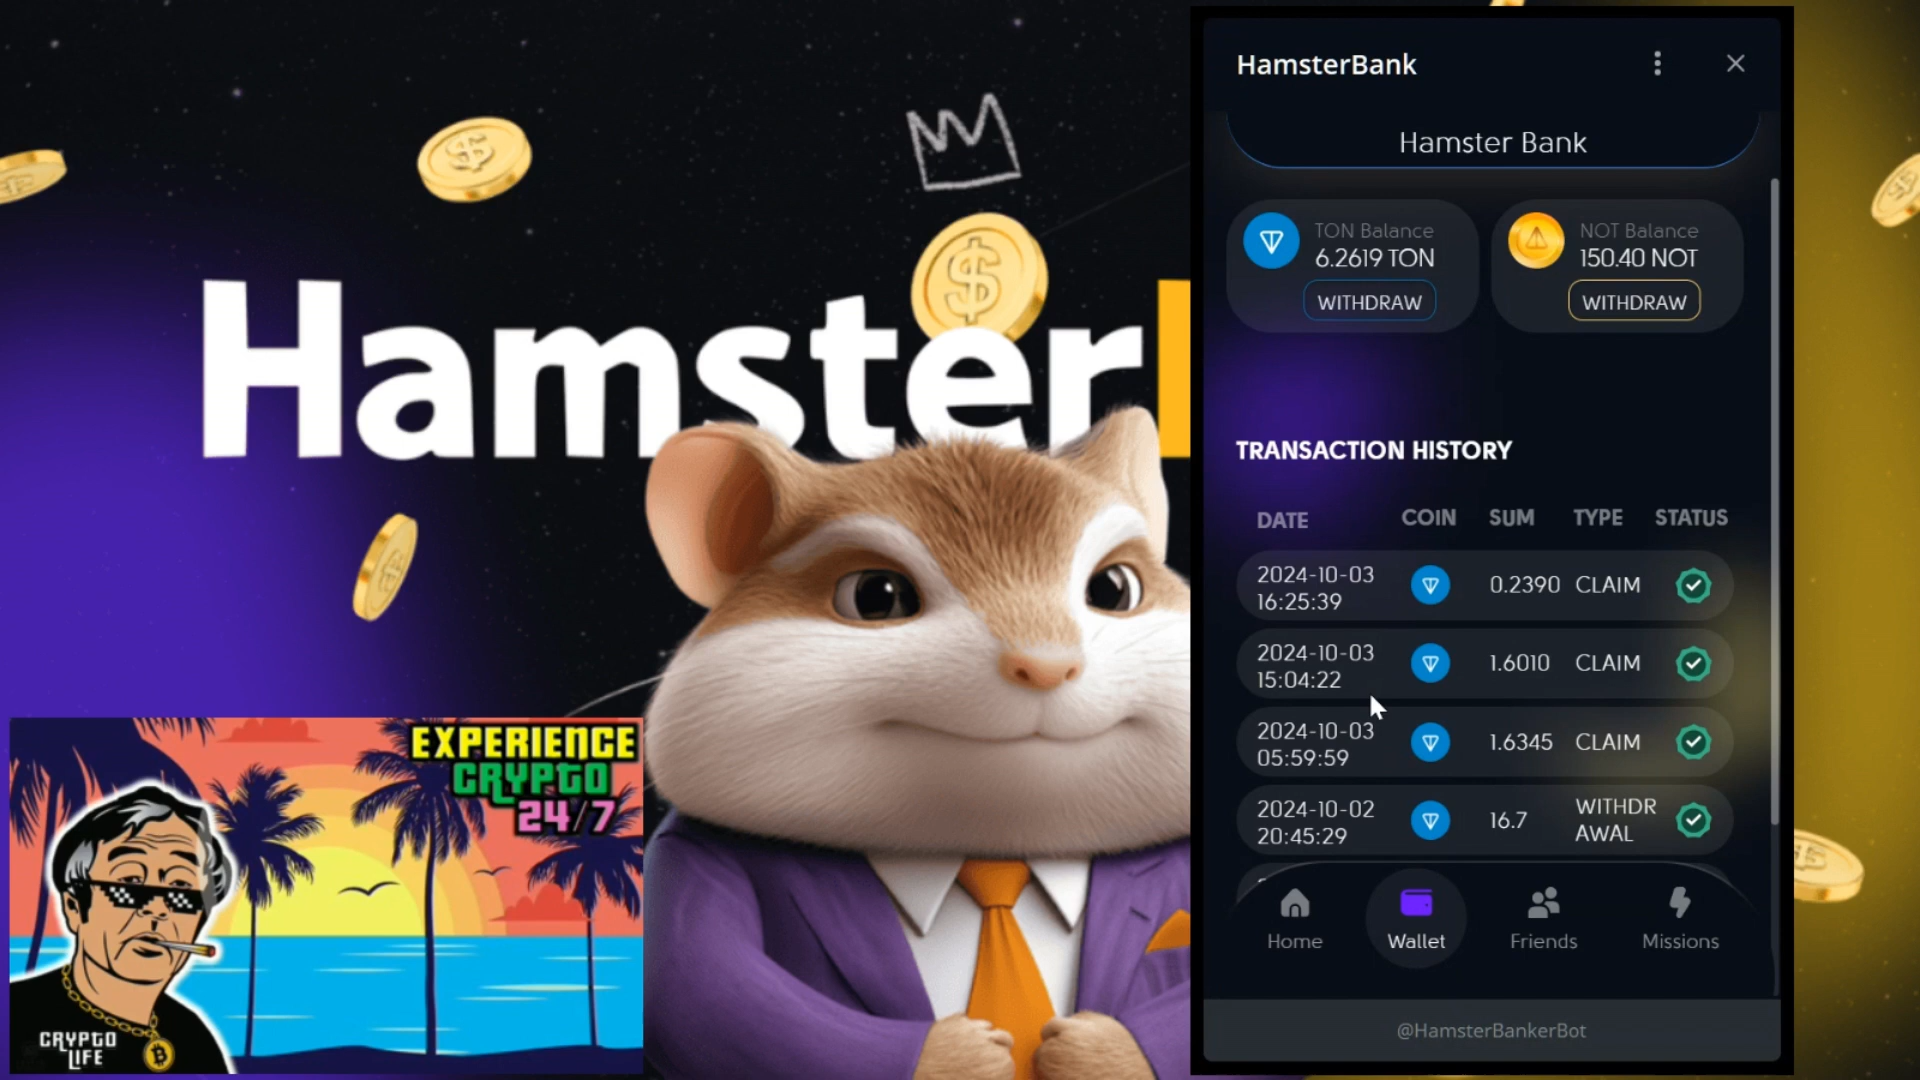 Hamster
EXPERIENCE
CRYPTO
24/7
CRYPTO
LIFE
HamsterBank
Hamster Bank
TON Balance
6.2619 TON
WITHDRAW
NOT Balance
150.40 NOT
WITHDRAW
TRANSACTION HISTORY
DATE COIN SUM TYPE STATUS
2024-10-03
16:25:39
0.2390 CLAIM
2024-10-03
15:04:22
1.6010 CLAIM
2024-10-03
05:59:59
1.6345 CLAIM
2024-10-02
20:45:29
16.7
WITHDR
AWAL
Home Wallet Friends Missions
@HamsterBankerBot